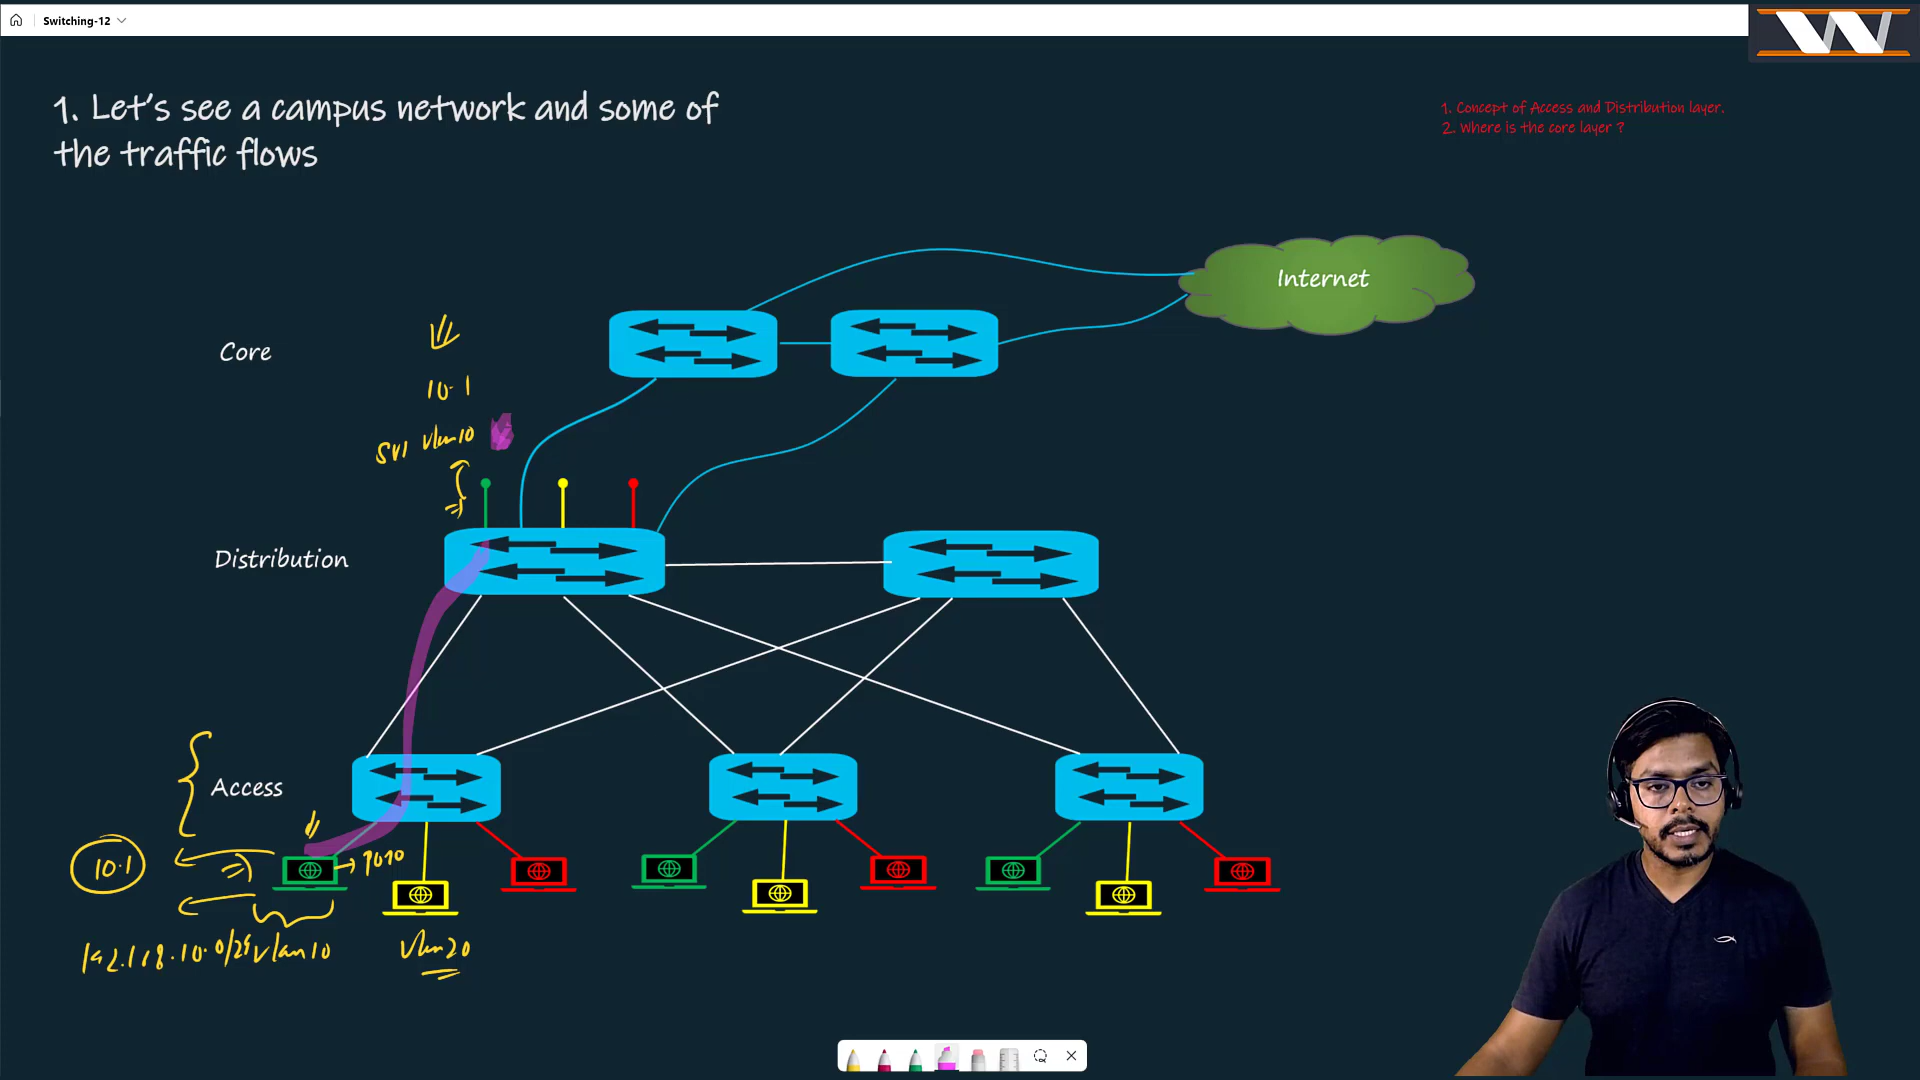 Switching-12
1. Let's see a campus network and some of
the traffic flows
1. Concept of Access and Distribution layer.
2. Where is the core layer ?
Internet
Core
10.1
SVI Vlan10
Distribution
Access
10.1
192.168.10.0/24 Vlan10
Vlan20